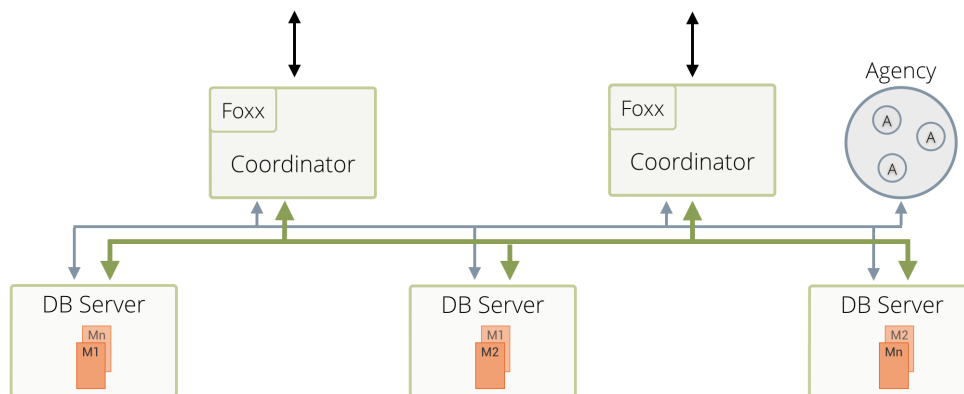 Agency
Foxx
Coordinator
Foxx
Coordinator
A
A
A
DB Server
Mn
M1
DB Server
M1
M2
DB Server
M2
Mn